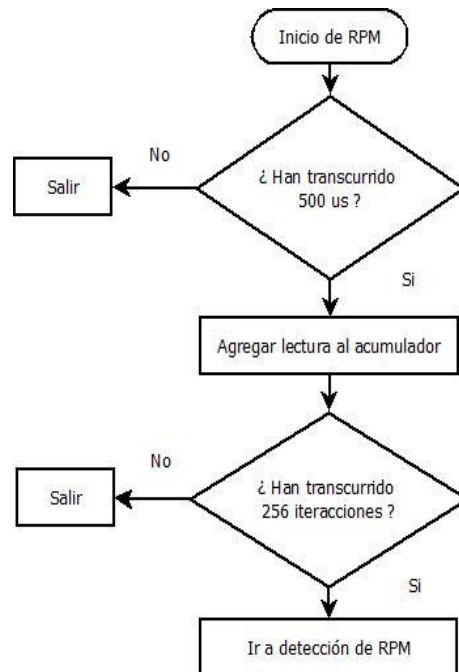 Inicio de RPM
¿ Han transcurrido
500 us ?
No
Salir
Si
Agregar lectura al acumulador
¿ Han transcurrido
256 iteracciones ?
No
Salir
Si
Ir a detección de RPM